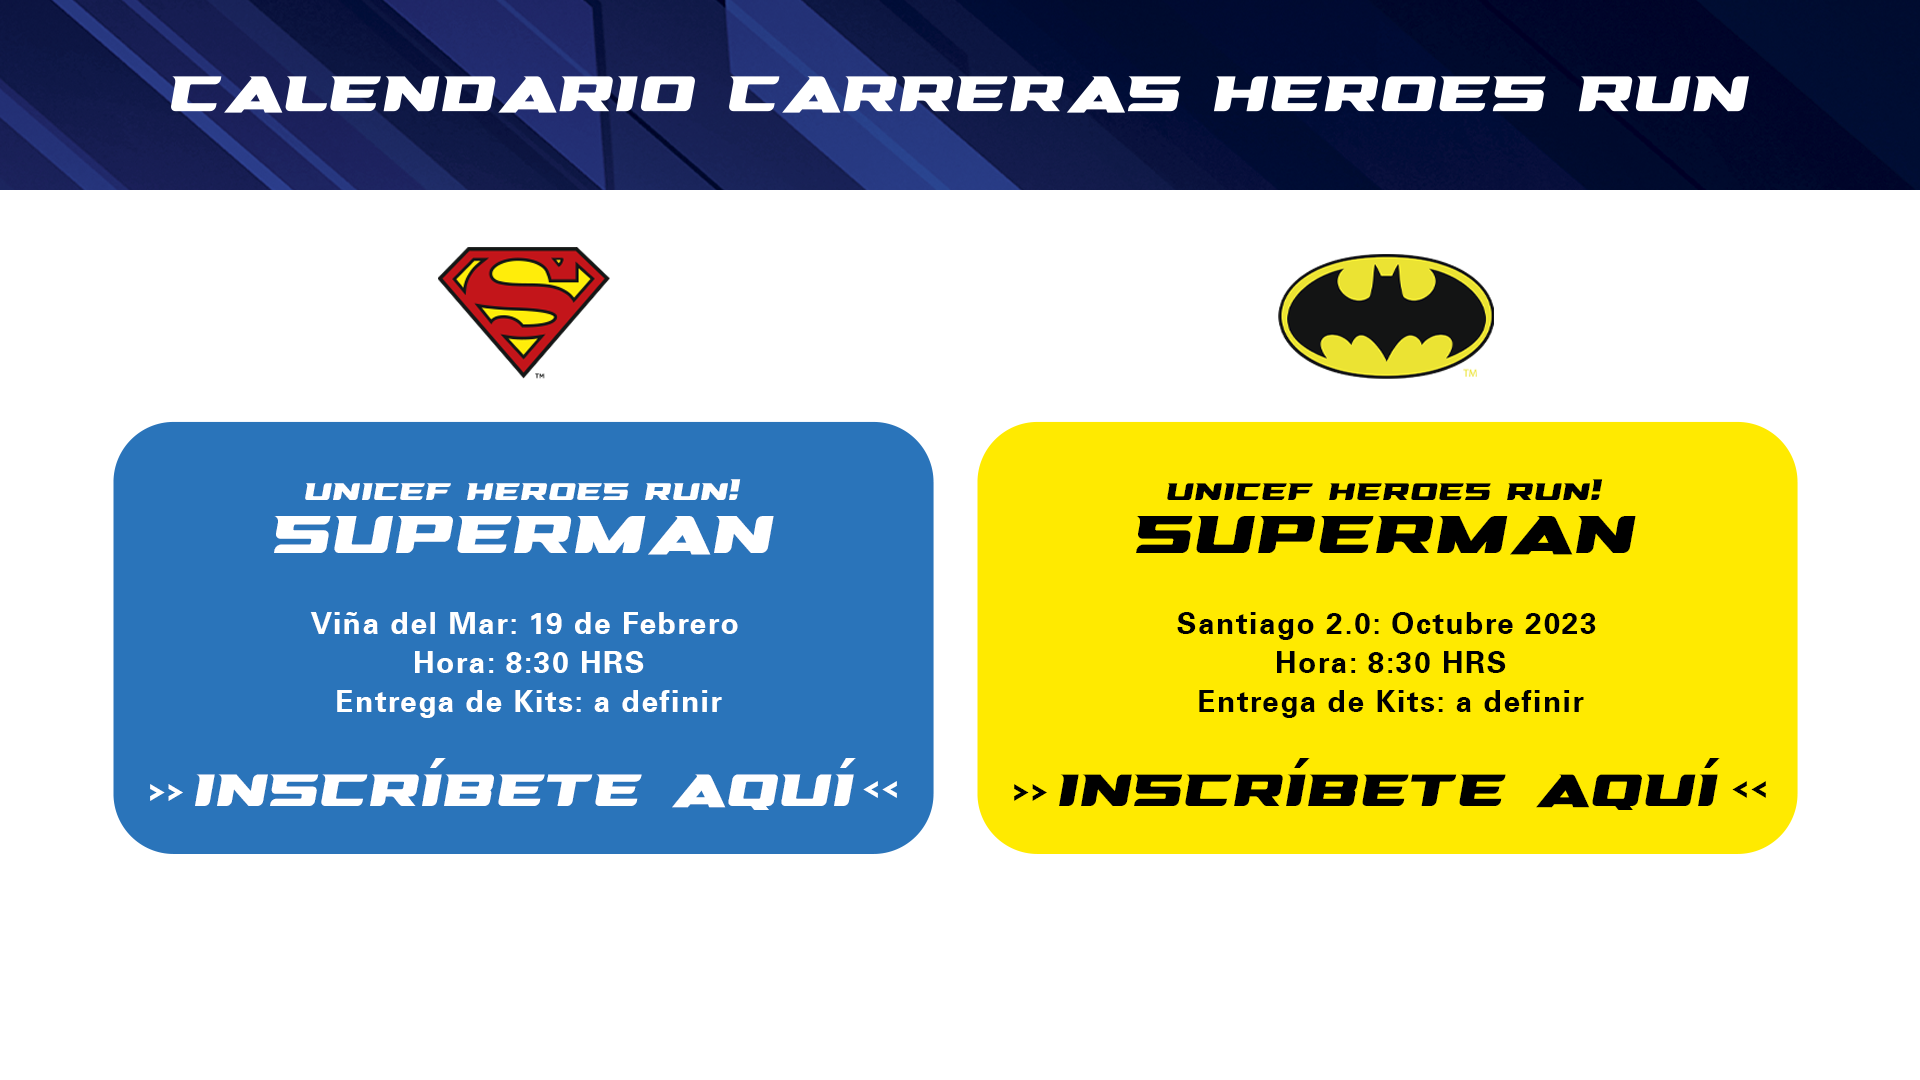 CALENDARIO CARRERAS HEROES RUN
TM
TM
UNICEF HEROES RUN!
SUPERMAN
Viña del Mar: 19 de Febrero
Hora: 8:30 HRS
Entrega de Kits: a definir
>> INSCRÍBETE AQUÍ <<
UNICEF HEROES RUN!
SUPERMAN
Santiago 2.0: Octubre 2023
Hora: 8:30 HRS
Entrega de Kits: a definir
>> INSCRÍBETE AQUÍ <<